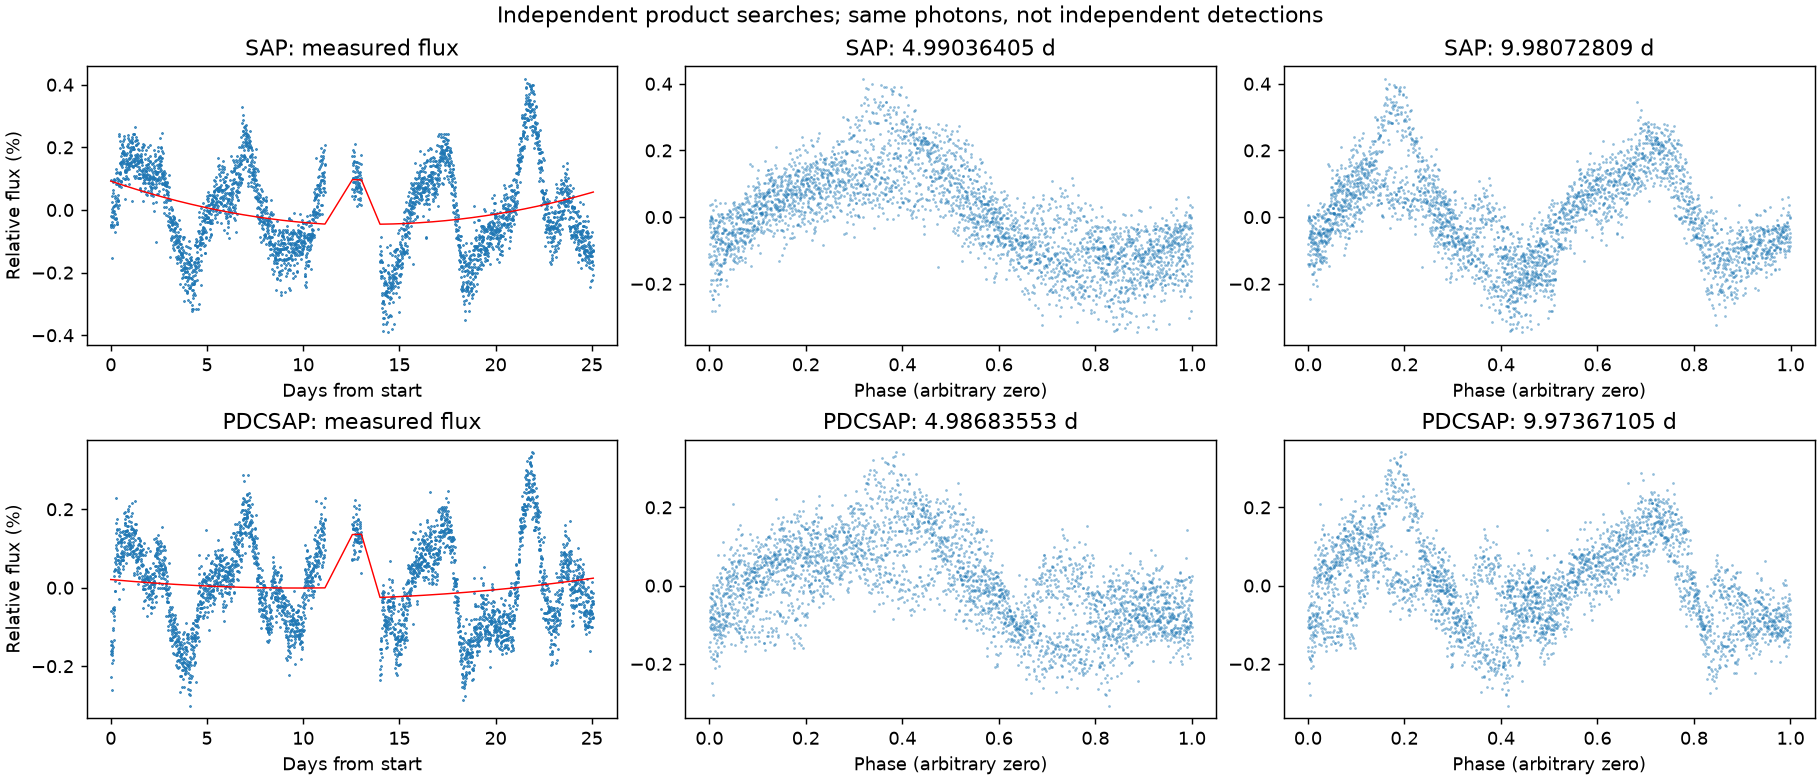 Independent product searches; same photons, not independent detections
SAP: measured flux
SAP: 4.99036405 d
SAP: 9.98072809 d
Relative flux (%)
0.4
0.2
0.0
−0.2
−0.4
0 5 10 15 20 25
Days from start
0.4
0.2
0.0
−0.2
0.0 0.2 0.4 0.6 0.8 1.0
Phase (arbitrary zero)
0.4
0.2
0.0
−0.2
0.0 0.2 0.4 0.6 0.8 1.0
Phase (arbitrary zero)
PDCSAP: measured flux
PDCSAP: 4.98683553 d
PDCSAP: 9.97367105 d
Relative flux (%)
0.2
0.0
−0.2
0 5 10 15 20 25
Days from start
0.2
0.0
−0.2
0.0 0.2 0.4 0.6 0.8 1.0
Phase (arbitrary zero)
0.2
0.0
−0.2
0.0 0.2 0.4 0.6 0.8 1.0
Phase (arbitrary zero)